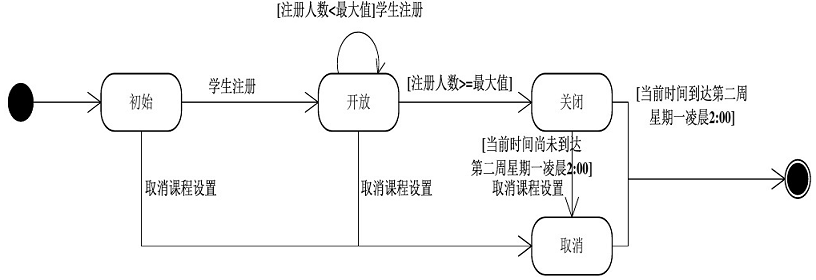 [注册人数<最大值]学生注册
学生注册
[注册人数>=最大值]
[当前时间到达第二周
星期一凌晨2:00]
初始
开放
关闭
[当前时间尚未到达
第二周星期一凌晨2:00]
取消课程设置
取消课程设置
取消课程设置
取消